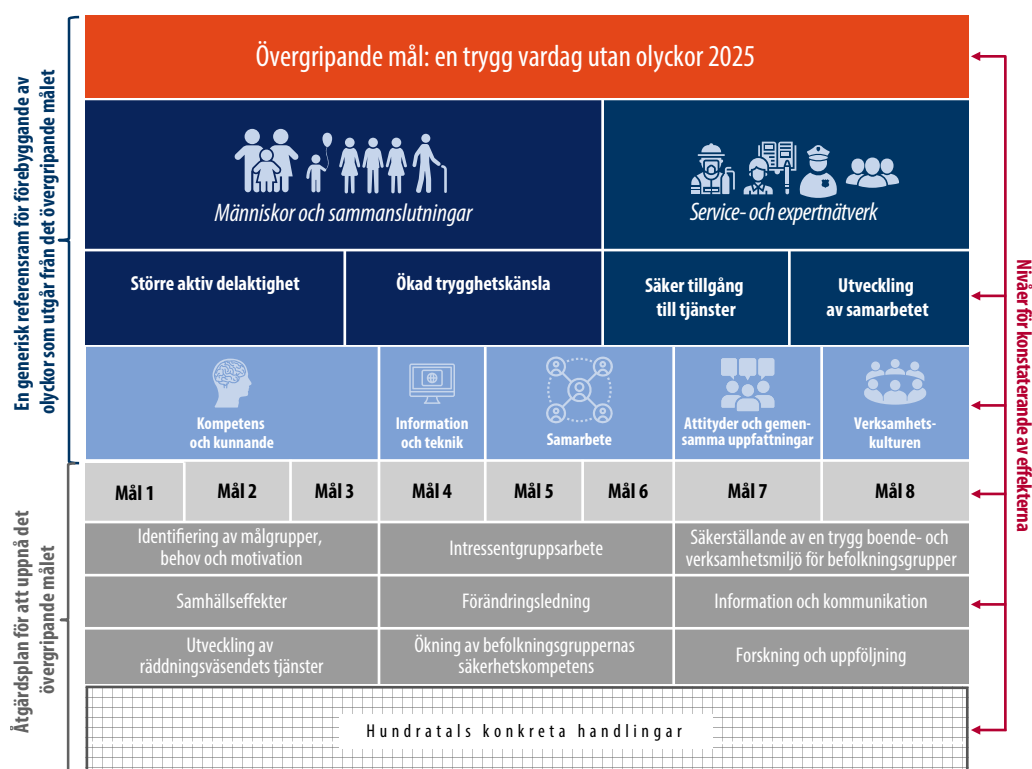 Övergripande mål: en trygg vardag utan olyckor 2025
En generisk referensram för förebyggande av
olyckor som utgår från det övergripande målet
Människor och sammanslutningar
Service- och expertnätverk
Större aktiv delaktighet
Ökad trygghetskänsla
Säker tillgång
till tjänster
Utveckling
av samarbetet
Kompetens
och kunnande
Information
och teknik
Samarbete
Attityder och gemen-
samma uppfattningar
Verksamhets-
kulturen
Nivåer för konstaterande av effekterna
Åtgärdsplan för att uppnå det
övergripande målet
Mål 1
Mål 2
Mål 3
Mål 4
Mål 5
Mål 6
Mål 7
Mål 8
Identifiering av målgrupper,
behov och motivation
Intressentgruppsarbete
Säkerställande av en trygg boende- och
verksamhetsmiljö för befolkningsgrupper
Samhällseffekter
Förändringsledning
Information och kommunikation
Utveckling av
räddningsväsendets tjänster
Ökning av befolkningsgruppernas
säkerhetskompetens
Forskning och uppföljning
Hundratals konkreta handlingar